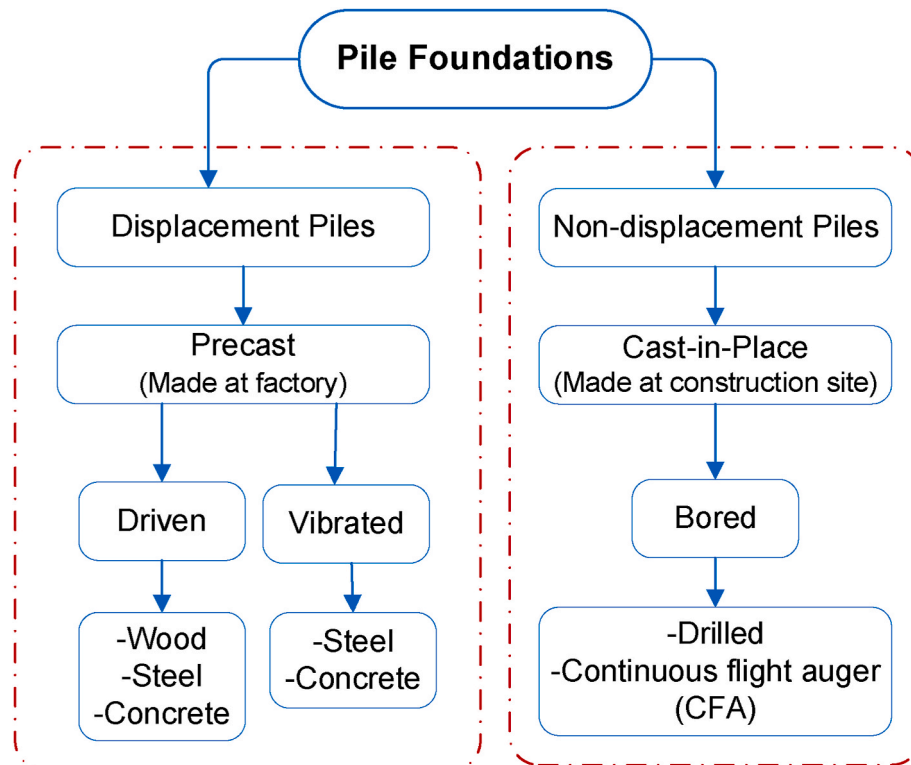 Pile Foundations
Displacement Piles
Precast
(Made at factory)
Driven
-Wood
-Steel
-Concrete
Vibrated
-Steel
-Concrete
Non-displacement Piles
Cast-in-Place
(Made at construction site)
Bored
-Drilled
-Continuous flight auger
(CFA)